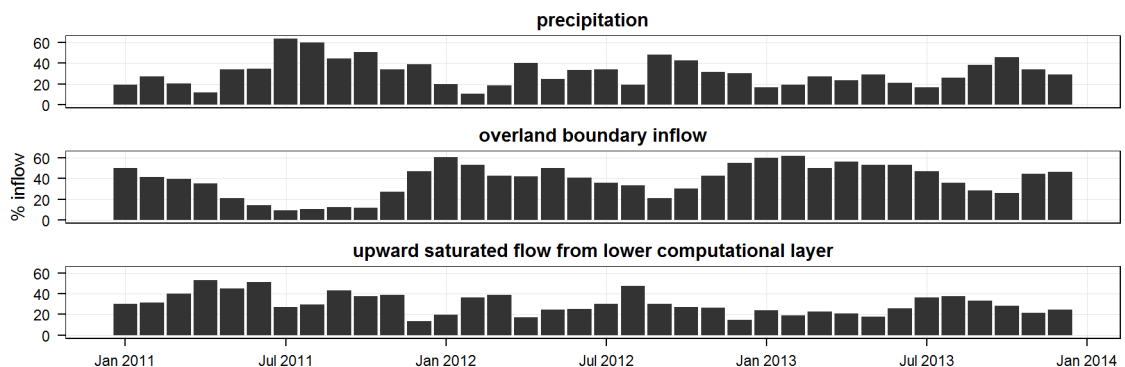 precipitation
60
40
20
0
overland boundary inflow
% inflow
60
40
20
0
upward saturated flow from lower computational layer
60
40
20
0
Jan 2011 Jul 2011 Jan 2012 Jul 2012 Jan 2013 Jul 2013 Jan 2014